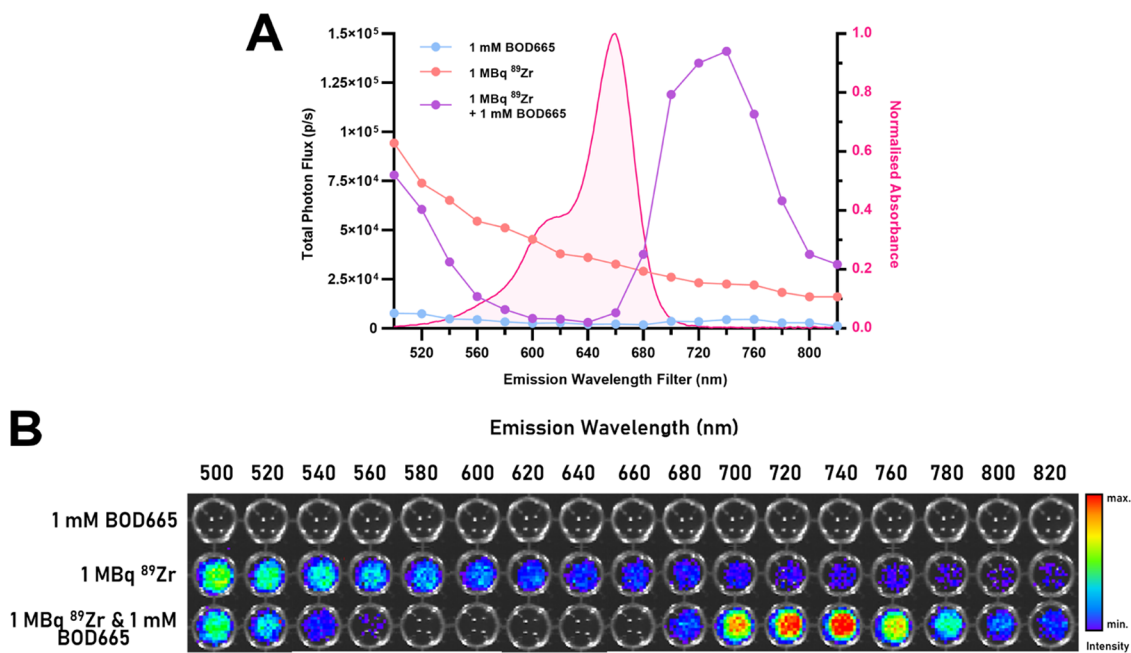 A
1.5×10⁵
1.25×10⁵
1×10⁵
7.5×10⁴
5×10⁴
2.5×10⁴
0
Total Photon Flux (p/s)
1 mM BOD665
1 MBq ⁸⁹Zr
1 MBq ⁸⁹Zr
+ 1 mM BOD665
1.0
0.8
0.6
0.4
0.2
0.0
Normalised Absorbance
520 560 600 640 680 720 760 800
Emission Wavelength Filter (nm)
B
Emission Wavelength (nm)
500 520 540 560 580 600 620 640 660 680 700 720 740 760 780 800 820
1 mM BOD665
1 MBq ⁸⁹Zr
1 MBq ⁸⁹Zr & 1 mM
BOD665
max.
min.
Intensity